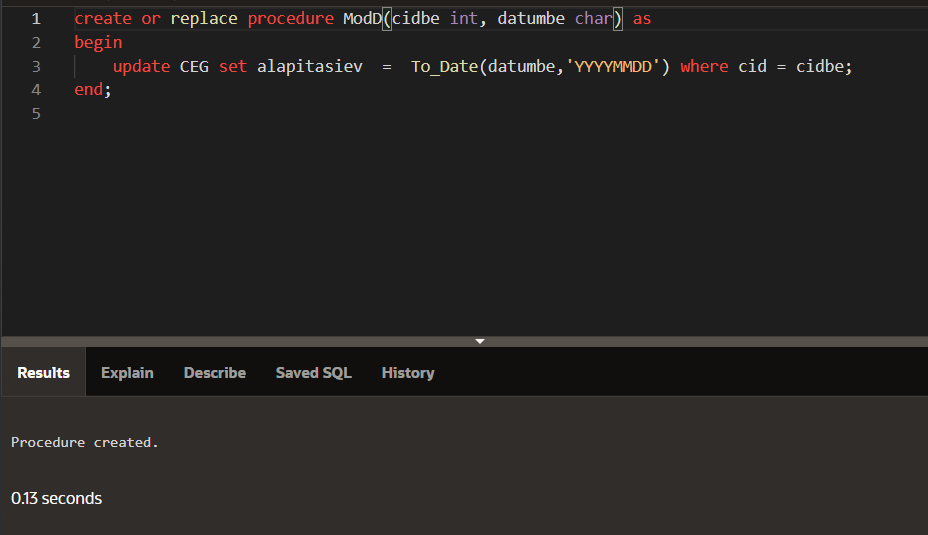 1 create or replace procedure ModD(cidbe int, datumbe char) as
2 begin
3 update CEG set alapitasiev  =  To_Date(datumbe,'YYYYMMDD') where cid = cidbe;
4 end;
5
Results Explain Describe Saved SQL History
Procedure created.
0.13 seconds